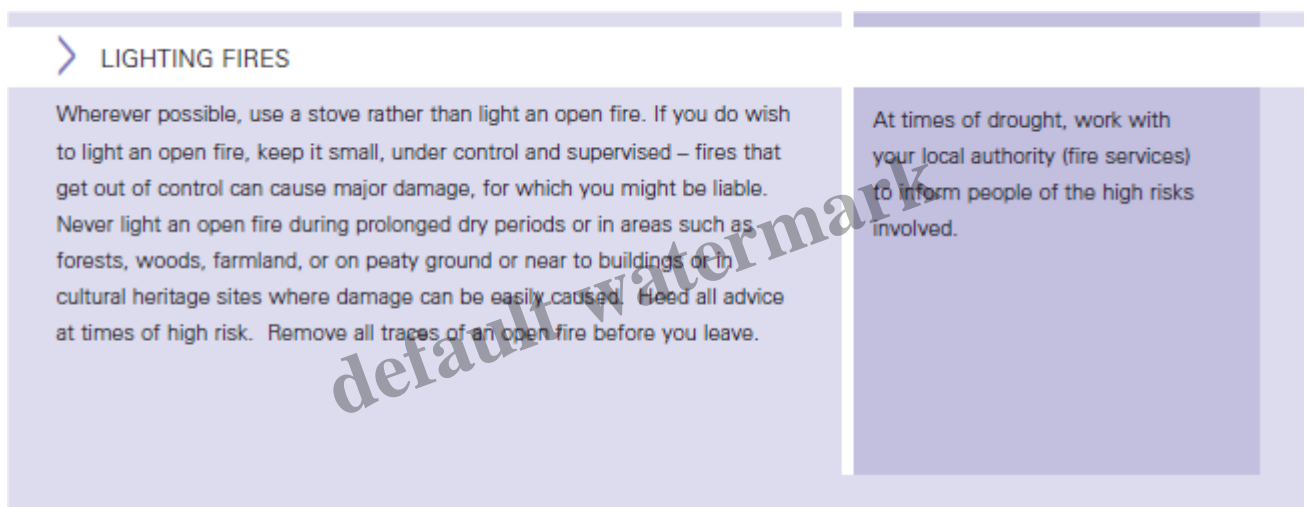 LIGHTING FIRES
Wherever possible, use a stove rather than light an open fire. If you do wish
to light an open fire, keep it small, under control and supervised – fires that
get out of control can cause major damage, for which you might be liable.
Never light an open fire during prolonged dry periods or in areas such as
forests, woods, farmland, or on peaty ground or near to buildings or in
cultural heritage sites where damage can be easily caused.  Heed all advice
at times of high risk.  Remove all traces of an open fire before you leave.
At times of drought, work with
your local authority (fire services)
to inform people of the high risks
involved.
default watermark